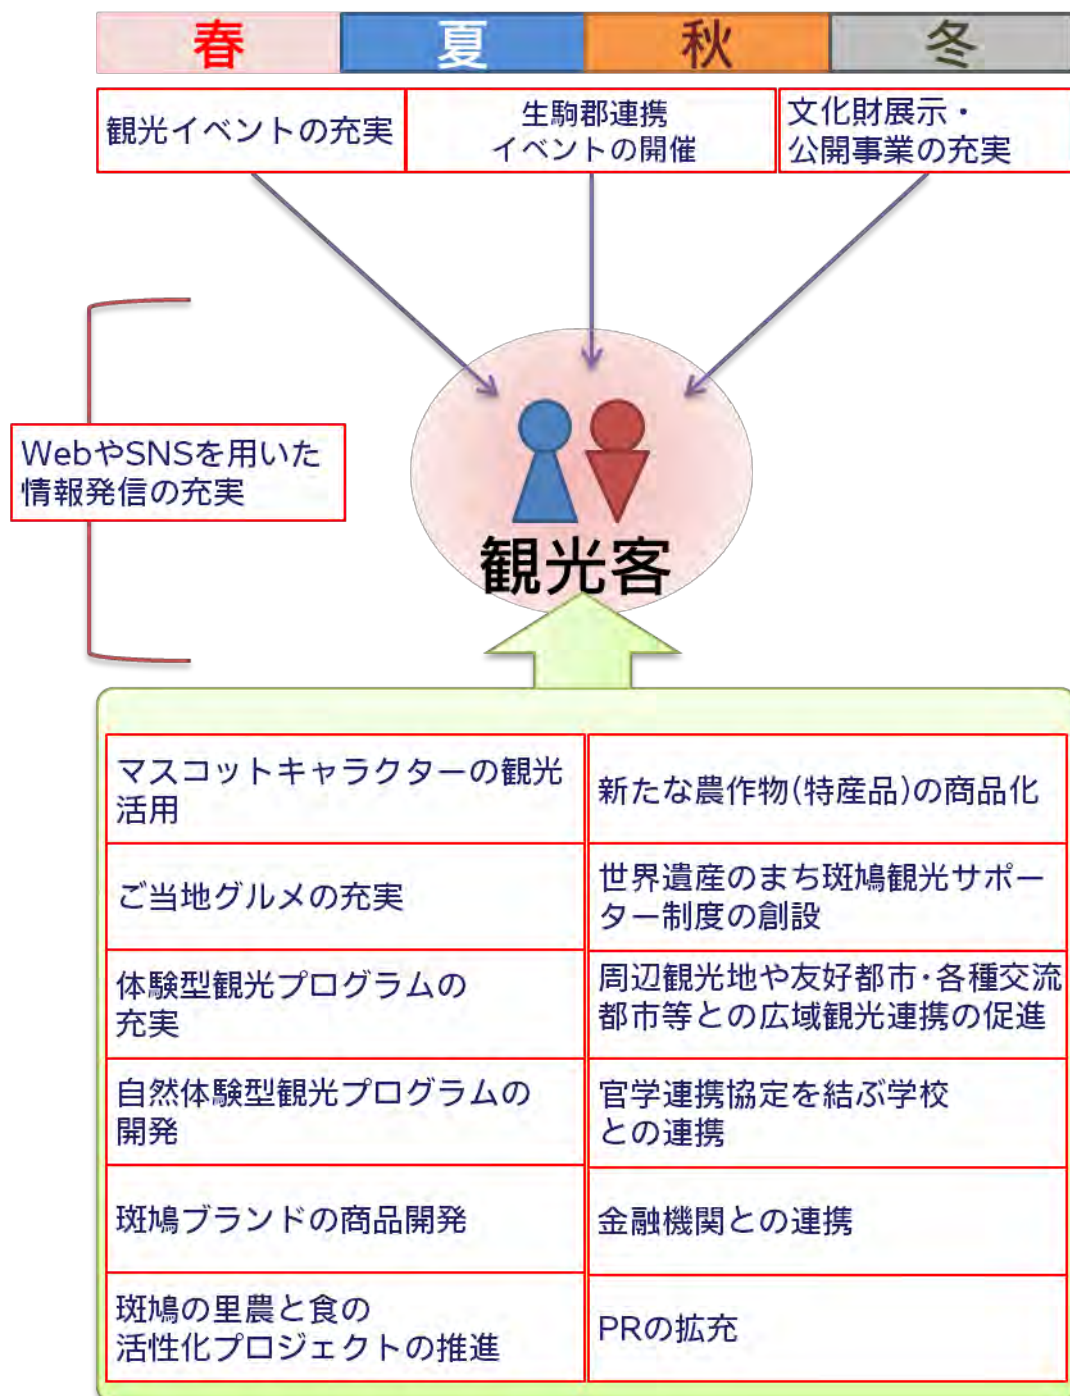 春
夏
秋
冬
観光イベントの充実
生駒郡連携
イベントの開催
文化財展示・
公開事業の充実
WebやSNSを用いた
情報発信の充実
観光客
マスコットキャラクターの観光
活用
ご当地グルメの充実
体験型観光プログラムの
充実
自然体験型観光プログラムの
開発
斑鳩ブランドの商品開発
斑鳩の里農と食の
活性化プロジェクトの推進
新たな農作物(特産品)の商品化
世界遺産のまち斑鳩観光サポー
ター制度の創設
周辺観光地や友好都市・各種交流
都市等との広域観光連携の促進
官学連携協定を結ぶ学校
との連携
金融機関との連携
PRの拡充